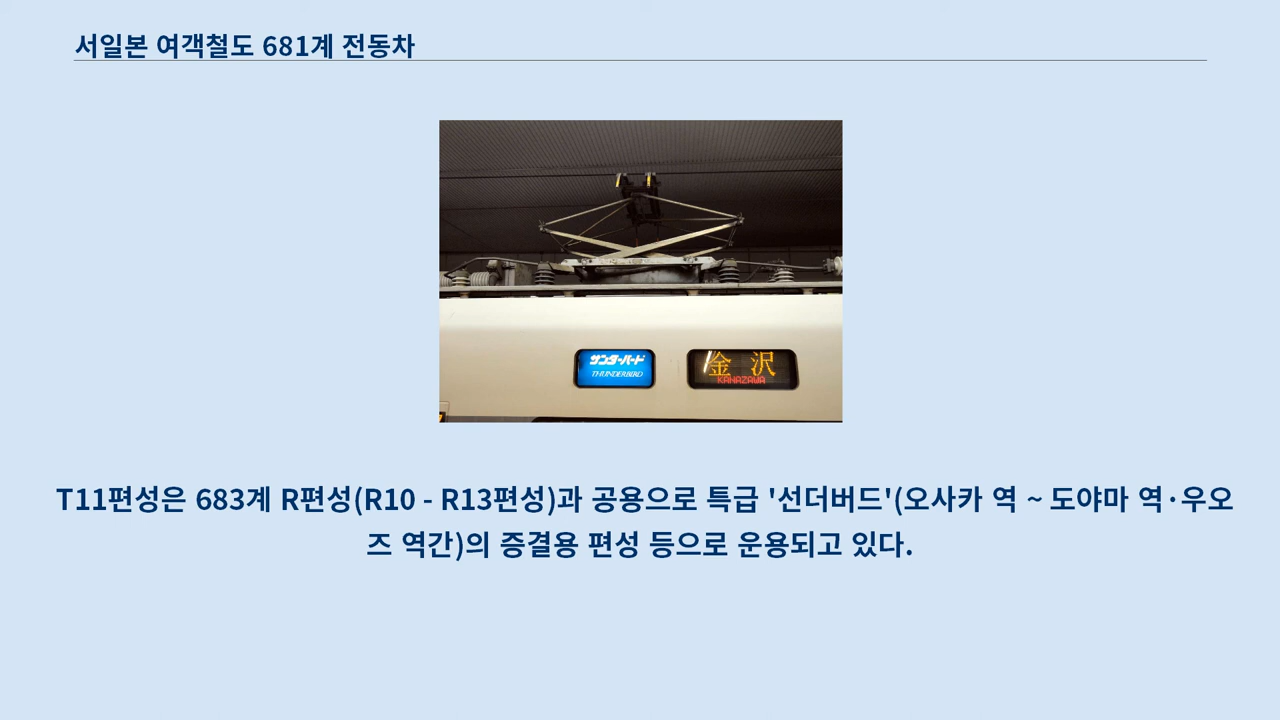 서일본 여객철도 681계 전동차
サンダーバード
THUNDERBIRD
金沢
KANAZAWA
T11편성은 683계 R편성(R10 - R13편성)과 공용으로 특급 '선더버드'(오사카 역 ~ 도야마 역·우오
즈 역간)의 증결용 편성 등으로 운용되고 있다.